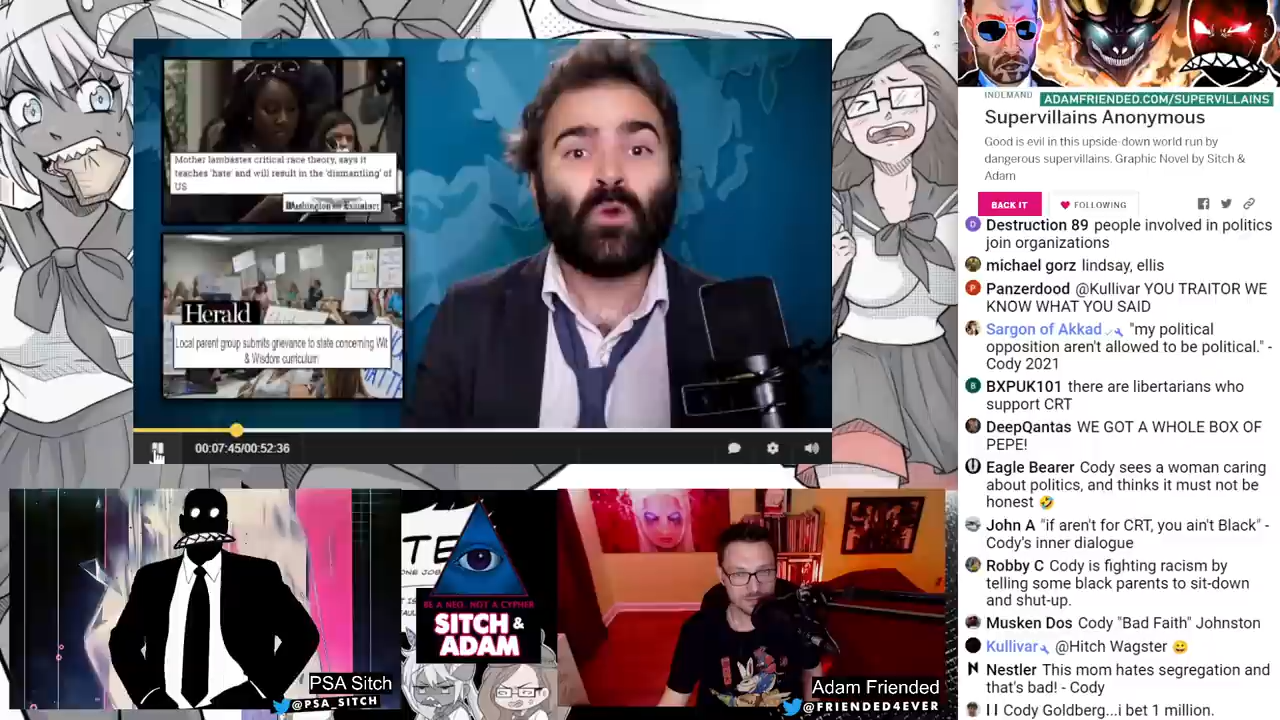 Mother lambastes critical race theory, says it
teaches 'hate' and will result in the 'dismantling' of
US
Washington Examiner
Herald
Local parent group submits grievance to state concerning Wit
& Wisdom curriculum
00:07:45/00:52:36
PSA Sitch
@PSA_SITCH
BE A NEO, NOT A CYPHER
SITCH &
ADAM
Adam Friended
@FRIENDED4EVER
INDEMAND
ADAMFRIENDED.COM/SUPERVILLAINS
Supervillains Anonymous
Good is evil in this upside-down world run by
dangerous supervillains. Graphic Novel by Sitch &
Adam
BACK IT
FOLLOWING
Destruction 89 people involved in politics
join organizations
michael gorz lindsay, ellis
Panzerdood @Kullivar YOU TRAITOR WE
KNOW WHAT YOU SAID
Sargon of Akkad "my political
opposition aren't allowed to be political." -
Cody 2021
BXPUK101 there are libertarians who
support CRT
DeepQantas WE GOT A WHOLE BOX OF
PEPE!
Eagle Bearer Cody sees a woman caring
about politics, and thinks it must not be
honest 🤣
John A "if aren't for CRT, you ain't Black" -
Cody's inner dialogue
Robby C Cody is fighting racism by
telling some black parents to sit-down
and shut-up.
Musken Dos Cody "Bad Faith" Johnston
Kullivar @Hitch Wagster 😀
Nestler This mom hates segregation and
that's bad! - Cody
I I Cody Goldberg...i bet 1 million.